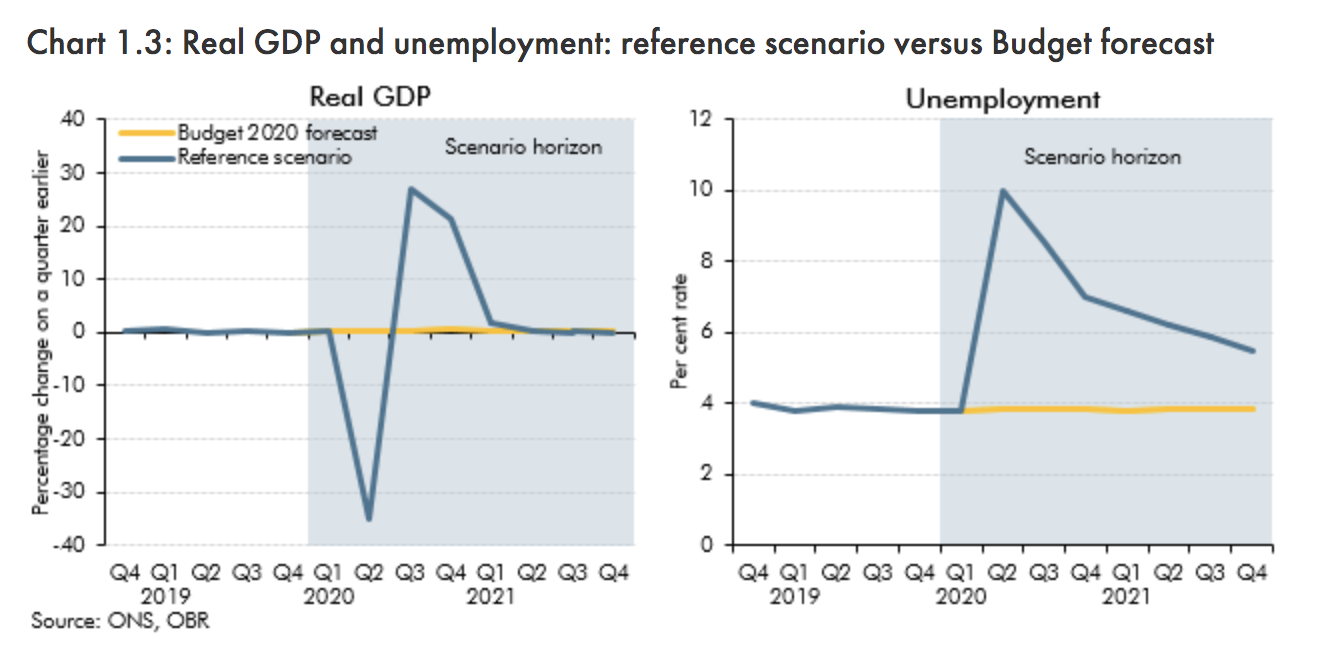 Chart 1.3: Real GDP and unemployment: reference scenario versus Budget forecast
Real GDP
Percentage change on a quarter earlier
40
30
20
10
0
-10
-20
-30
-40
Budget 2020 forecast
Reference scenario
Scenario horizon
Q4 Q1 Q2 Q3 Q4 Q1 Q2 Q3 Q4 Q1 Q2 Q3 Q4
2019 2020 2021
Unemployment
Per cent rate
12
10
8
6
4
2
0
Scenario horizon
Q4 Q1 Q2 Q3 Q4 Q1 Q2 Q3 Q4 Q1 Q2 Q3 Q4
2019 2020 2021
Source: ONS, OBR